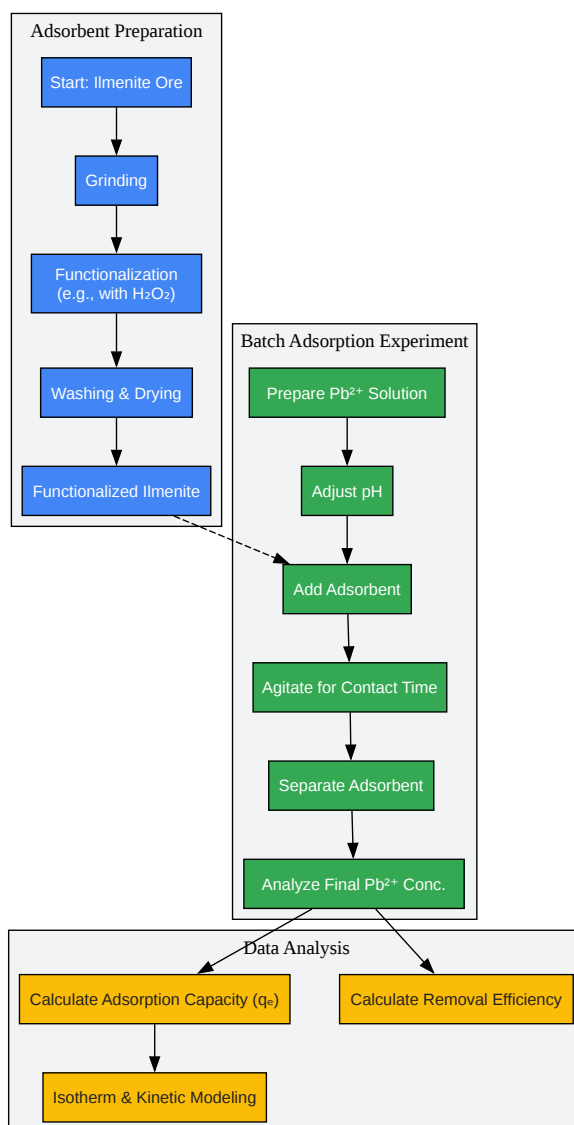 Adsorbent Preparation
Start: Ilmenite Ore
Grinding
Functionalization
(e.g., with H₂O₂)
Washing & Drying
Functionalized Ilmenite
Batch Adsorption Experiment
Prepare Pb²⁺ Solution
Adjust pH
Add Adsorbent
Agitate for Contact Time
Separate Adsorbent
Analyze Final Pb²⁺ Conc.
Data Analysis
Calculate Adsorption Capacity (qₑ)
Calculate Removal Efficiency
Isotherm & Kinetic Modeling